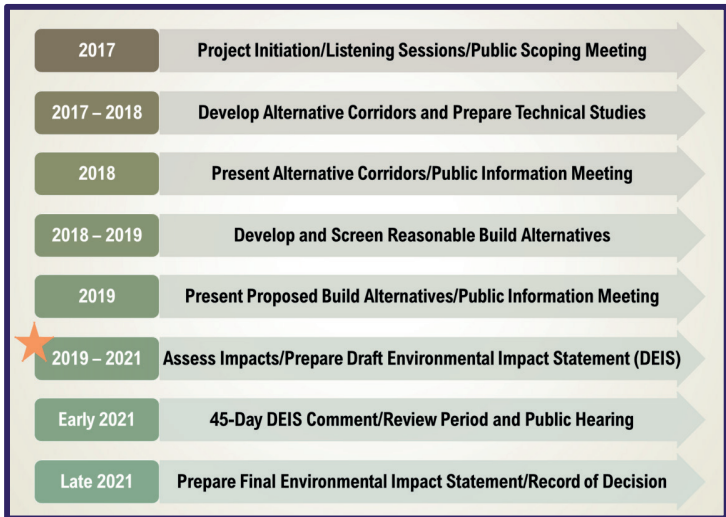 2017 Project Initiation/Listening Sessions/Public Scoping Meeting
2017 – 2018 Develop Alternative Corridors and Prepare Technical Studies
2018 Present Alternative Corridors/Public Information Meeting
2018 – 2019 Develop and Screen Reasonable Build Alternatives
2019 Present Proposed Build Alternatives/Public Information Meeting
2019 – 2021 Assess Impacts/Prepare Draft Environmental Impact Statement (DEIS)
Early 2021 45-Day DEIS Comment/Review Period and Public Hearing
Late 2021 Prepare Final Environmental Impact Statement/Record of Decision